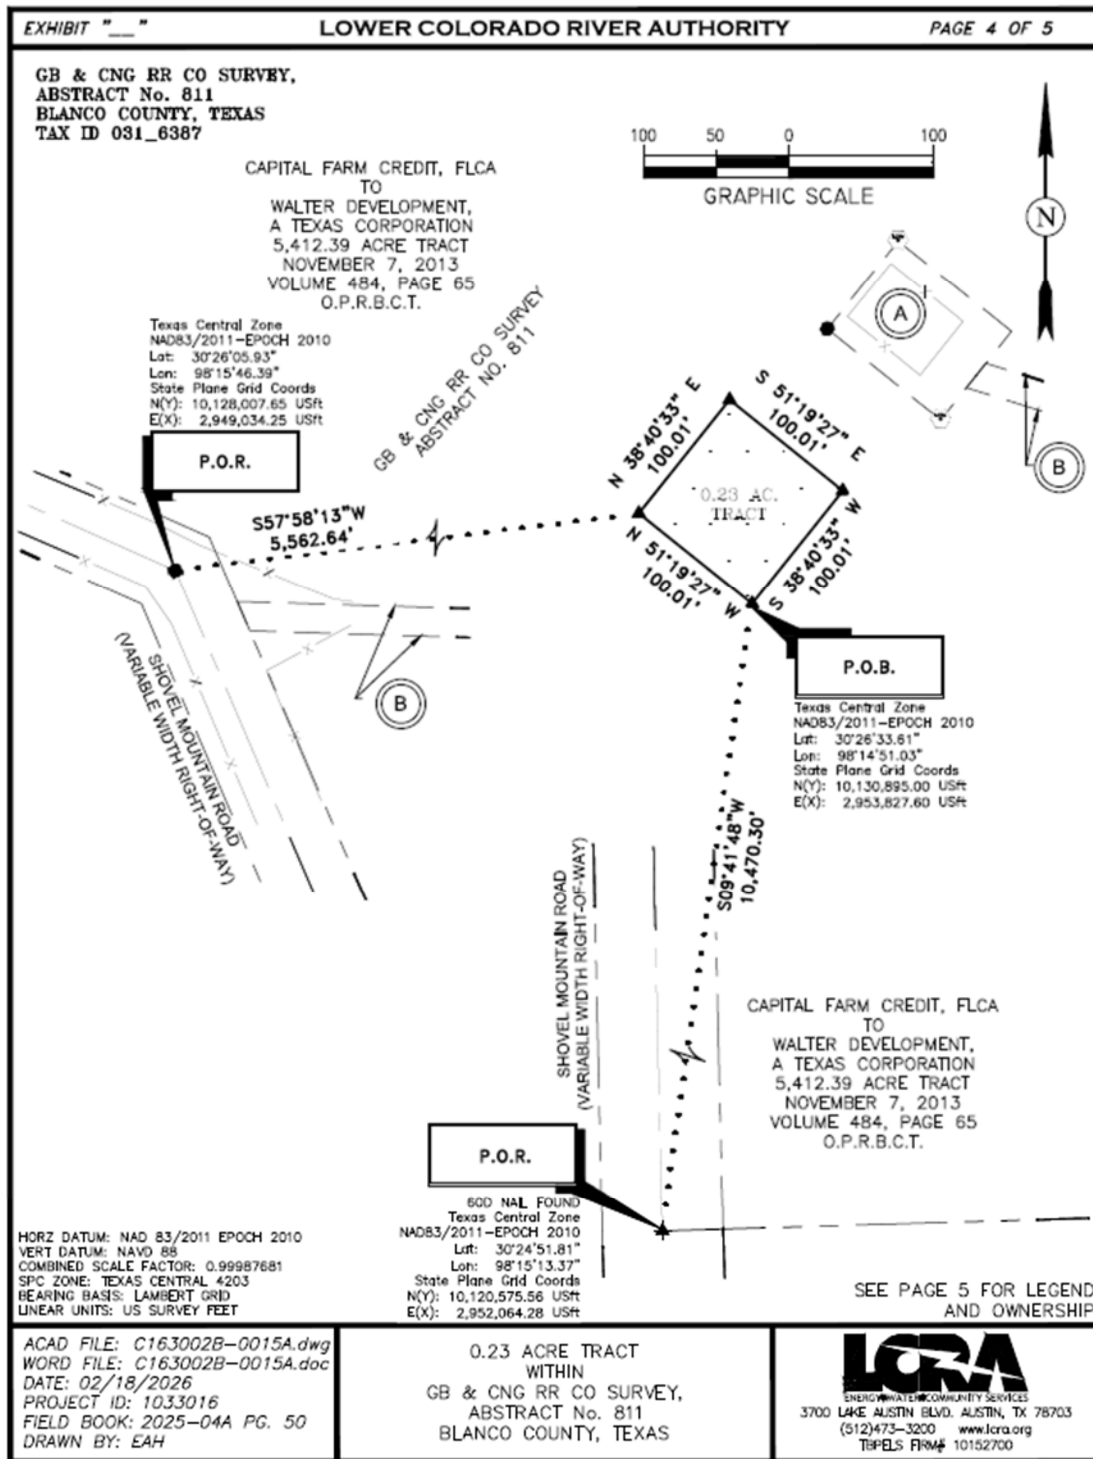 EXHIBIT "__"
LOWER COLORADO RIVER AUTHORITY
PAGE 4 OF 5
GB & CNG RR CO SURVEY,
ABSTRACT No. 811
BLANCO COUNTY, TEXAS
TAX ID 031_6387
CAPITAL FARM CREDIT, FLCA
TO
WALTER DEVELOPMENT,
A TEXAS CORPORATION
5,412.39 ACRE TRACT
NOVEMBER 7, 2013
VOLUME 484, PAGE 65
O.P.R.B.C.T.
100 50 0 100
GRAPHIC SCALE
N
A
B
Texas Central Zone
NAD83/2011-EPOCH 2010
Lat: 30°26'05.93"
Lon: 98°15'46.39"
State Plane Grid Coords
N(Y): 10,128,007.65 USft
E(X): 2,949,034.25 USft
P.O.R.
GB & CNG RR CO SURVEY
ABSTRACT NO. 811
N 38°40'33" E
100.01'
S 51°19'27" E
100.01'
0.23 AC.
TRACT
S57°58'13"W
5,562.64'
N 51°19'27" W
100.01'
S 38°40'33" W
100.01'
P.O.B.
Texas Central Zone
NAD83/2011-EPOCH 2010
Lat: 30°26'33.61"
Lon: 98°14'51.03"
State Plane Grid Coords
N(Y): 10,130,895.00 USft
E(X): 2,953,827.60 USft
B
SHOVEL MOUNTAIN ROAD
(VARIABLE WIDTH RIGHT-OF-WAY)
S09°41'48"W
10,470.30'
SHOVEL MOUNTAIN ROAD
(VARIABLE WIDTH RIGHT-OF-WAY)
CAPITAL FARM CREDIT, FLCA
TO
WALTER DEVELOPMENT,
A TEXAS CORPORATION
5,412.39 ACRE TRACT
NOVEMBER 7, 2013
VOLUME 484, PAGE 65
O.P.R.B.C.T.
P.O.R.
60D NAIL FOUND
Texas Central Zone
NAD83/2011-EPOCH 2010
Lat: 30°24'51.81"
Lon: 98°15'13.37"
State Plane Grid Coords
N(Y): 10,120,575.56 USft
E(X): 2,952,064.28 USft
HORZ DATUM: NAD 83/2011 EPOCH 2010
VERT DATUM: NAVD 88
COMBINED SCALE FACTOR: 0.99987681
SPC ZONE: TEXAS CENTRAL 4203
BEARING BASIS: LAMBERT GRID
LINEAR UNITS: US SURVEY FEET
SEE PAGE 5 FOR LEGEND
AND OWNERSHIP
ACAD FILE: C163002B-0015A.dwg
WORD FILE: C163002B-0015A.doc
DATE: 02/18/2026
PROJECT ID: 1033016
FIELD BOOK: 2025-04A PG. 50
DRAWN BY: EAH
0.23 ACRE TRACT
WITHIN
GB & CNG RR CO SURVEY,
ABSTRACT No. 811
BLANCO COUNTY, TEXAS
LCRA
ENERGY•WATER•COMMUNITY SERVICES
3700 LAKE AUSTIN BLVD. AUSTIN, TX 78703
(512)473-3200 www.lcra.org
TBPELS FIRM# 10152700